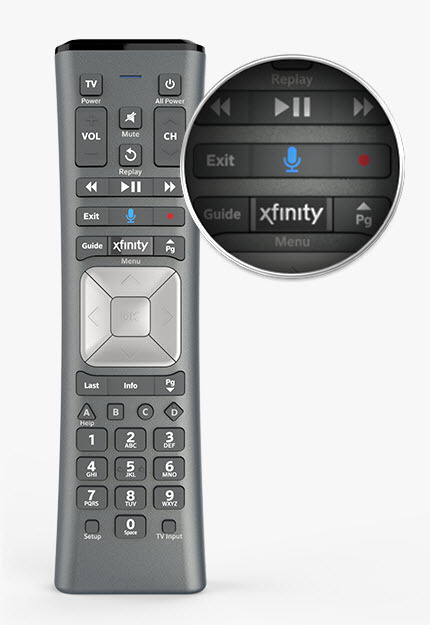 TV
Power
All Power
+ +
VOL CH
Mute
- -
Replay
Exit
Guide xfinity Pg
Menu
OK
Last Info Pg
A B C D
Help
1 2 ABC 3 DEF
4 GHI 5 JKL 6 MNO
7 PQRS 8 TUV 9 WXYZ
Setup 0 Space TV Input
Replay
Exit
Guide xfinity Pg
Menu